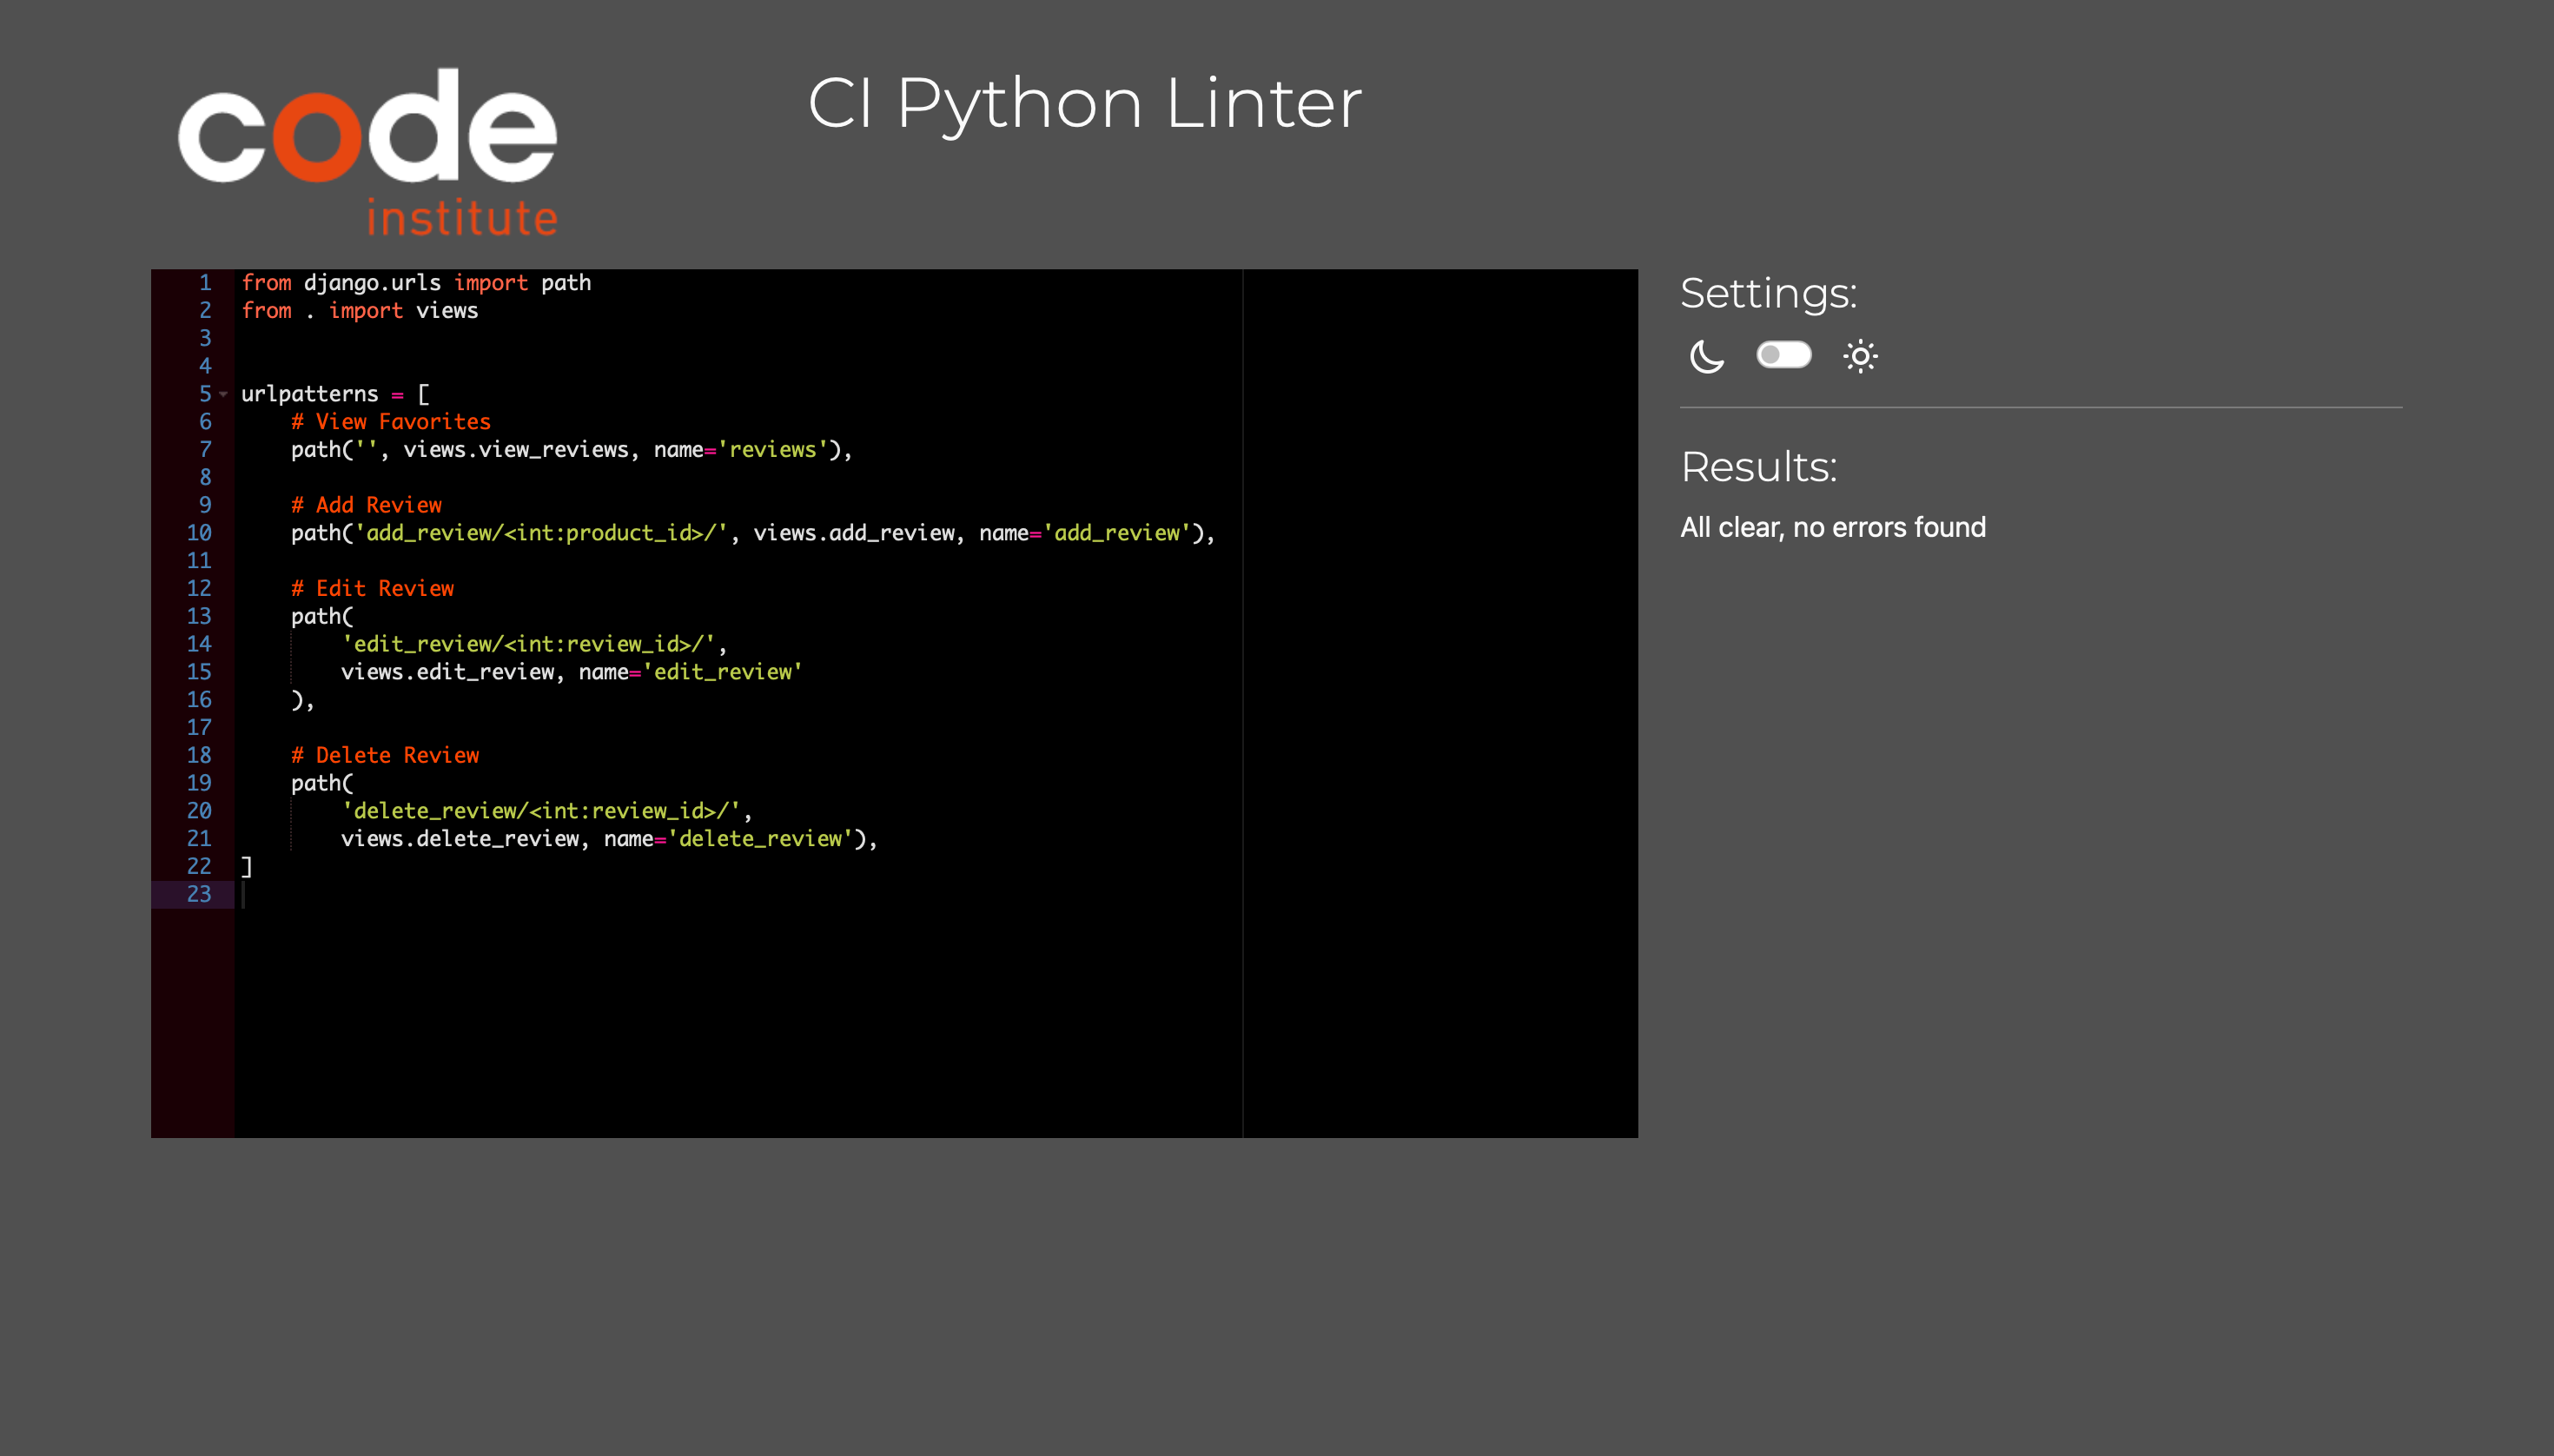 code
institute
CI Python Linter
1 from django.urls import path
2 from . import views
3
4
5 urlpatterns = [
6     # View Favorites
7     path('', views.view_reviews, name='reviews'),
8
9     # Add Review
10     path('add_review/<int:product_id>/', views.add_review, name='add_review'),
11
12     # Edit Review
13     path(
14         'edit_review/<int:review_id>/',
15         views.edit_review, name='edit_review'
16     ),
17
18     # Delete Review
19     path(
20         'delete_review/<int:review_id>/',
21         views.delete_review, name='delete_review'),
22 ]
23
Settings:
Results:
All clear, no errors found